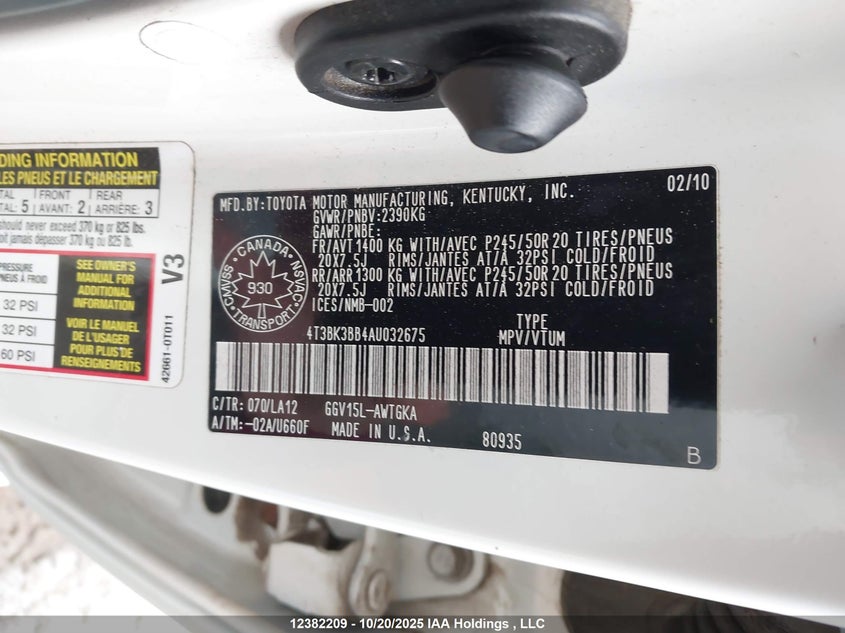 DING INFORMATION
LES PNEUS ET LE CHARGEMENT
TAL FRONT REAR
TAL: 5 AVANT: 2 ARRIÈRE: 3
should never exceed 370 kg or 825 lbs.
oit jamais dépasser 370 kg ou 825 lb.
PRESSURE
PNEUS À FROID
32 PSI
32 PSI
60 PSI
SEE OWNER'S
MANUAL FOR
ADDITIONAL
INFORMATION
VOIR LE MANUEL
DE L'USAGER
POUR PLUS DE
RENSEIGNEMENTS
V3
42661-0T011
MFD.BY:TOYOTA MOTOR MANUFACTURING, KENTUCKY, INC. 02/10
GVWR/PNBV:2390KG
GAWR/PNBE:
FR/AVT1400 KG WITH/AVEC P245/50R20 TIRES/PNEUS
20X7.5J RIMS/JANTES AT/A 32PSI COLD/FROID
RR/ARR1300 KG WITH/AVEC P245/50R20 TIRES/PNEUS
20X7.5J RIMS/JANTES AT/A 32PSI COLD/FROID
ICES/NMB-002
CANADA
CMVSS 930 NSVAC
TRANSPORT
4T3BK3BB4AU032675
TYPE
MPV/VTUM
C/TR: 070/LA12 GGV15L-AWTGKA
A/TM:-02A/U660F MADE IN U.S.A. 80935
B
12382209 - 10/20/2025 IAA Holdings , LLC